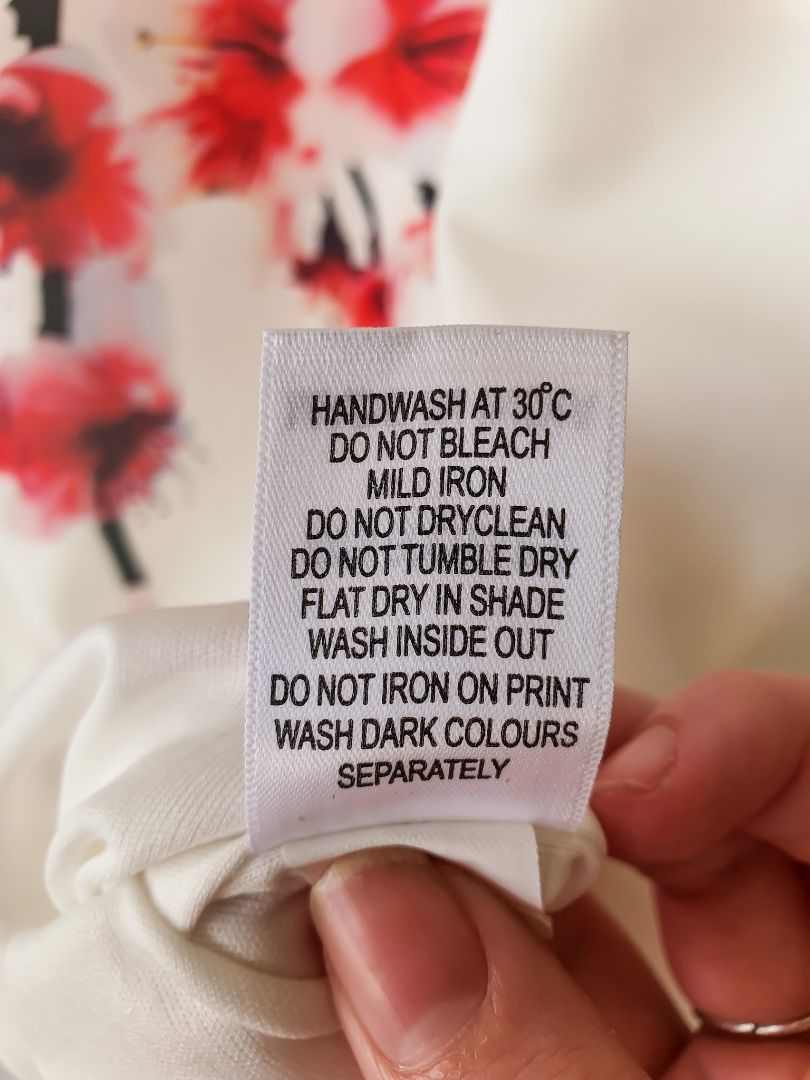 HANDWASH AT 30°C
DO NOT BLEACH
MILD IRON
DO NOT DRYCLEAN
DO NOT TUMBLE DRY
FLAT DRY IN SHADE
WASH INSIDE OUT
DO NOT IRON ON PRINT
WASH DARK COLOURS
SEPARATELY